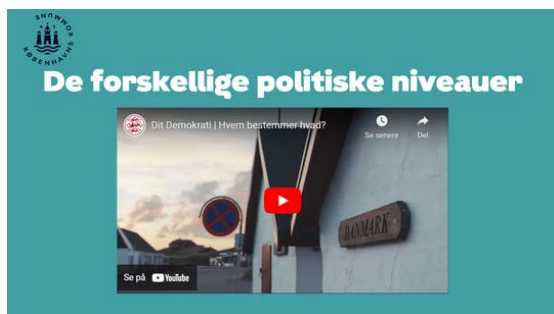 KØBENHAVNS KOMMUNE
De forskellige politiske niveauer
Dit Demokrati | Hvem bestemmer hvad?
Se senere
Del
DANMARK
Se på YouTube